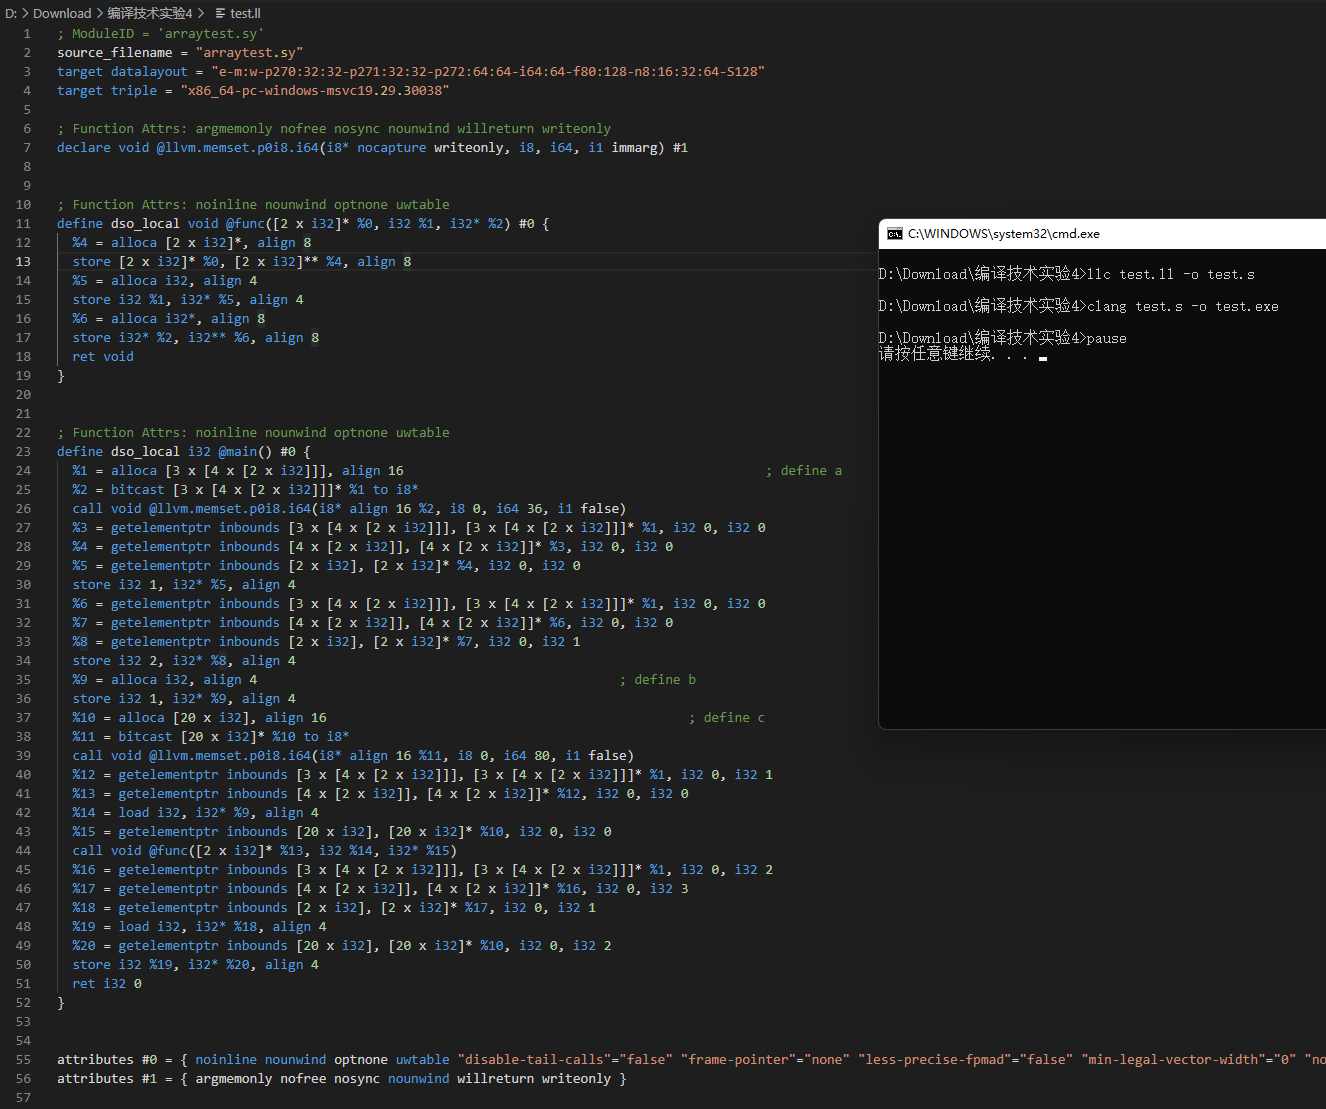 D: > Download > 编译技术实验4 > test.ll
1 ; ModuleID = 'arraytest.sy'
2 source_filename = "arraytest.sy"
3 target datalayout = "e-m:w-p270:32:32-p271:32:32-p272:64:64-i64:64-f80:128-n8:16:32:64-S128"
4 target triple = "x86_64-pc-windows-msvc19.29.30038"
5
6 ; Function Attrs: argmemonly nofree nosync nounwind willreturn writeonly
7 declare void @llvm.memset.p0i8.i64(i8* nocapture writeonly, i8, i64, i1 immarg) #1
8
9
10 ; Function Attrs: noinline nounwind optnone uwtable
11 define dso_local void @func([2 x i32]* %0, i32 %1, i32* %2) #0 {
12 %4 = alloca [2 x i32]*, align 8
13 store [2 x i32]* %0, [2 x i32]** %4, align 8
14 %5 = alloca i32, align 4
15 store i32 %1, i32* %5, align 4
16 %6 = alloca i32*, align 8
17 store i32* %2, i32** %6, align 8
18 ret void
19 }
20
21
22 ; Function Attrs: noinline nounwind optnone uwtable
23 define dso_local i32 @main() #0 {
24 %1 = alloca [3 x [4 x [2 x i32]]], align 16 ; define a
25 %2 = bitcast [3 x [4 x [2 x i32]]]* %1 to i8*
26 call void @llvm.memset.p0i8.i64(i8* align 16 %2, i8 0, i64 36, i1 false)
27 %3 = getelementptr inbounds [3 x [4 x [2 x i32]]], [3 x [4 x [2 x i32]]]* %1, i32 0, i32 0
28 %4 = getelementptr inbounds [4 x [2 x i32]], [4 x [2 x i32]]* %3, i32 0, i32 0
29 %5 = getelementptr inbounds [2 x i32], [2 x i32]* %4, i32 0, i32 0
30 store i32 1, i32* %5, align 4
31 %6 = getelementptr inbounds [3 x [4 x [2 x i32]]], [3 x [4 x [2 x i32]]]* %1, i32 0, i32 0
32 %7 = getelementptr inbounds [4 x [2 x i32]], [4 x [2 x i32]]* %6, i32 0, i32 0
33 %8 = getelementptr inbounds [2 x i32], [2 x i32]* %7, i32 0, i32 1
34 store i32 2, i32* %8, align 4
35 %9 = alloca i32, align 4 ; define b
36 store i32 1, i32* %9, align 4
37 %10 = alloca [20 x i32], align 16 ; define c
38 %11 = bitcast [20 x i32]* %10 to i8*
39 call void @llvm.memset.p0i8.i64(i8* align 16 %11, i8 0, i64 80, i1 false)
40 %12 = getelementptr inbounds [3 x [4 x [2 x i32]]], [3 x [4 x [2 x i32]]]* %1, i32 0, i32 1
41 %13 = getelementptr inbounds [4 x [2 x i32]], [4 x [2 x i32]]* %12, i32 0, i32 0
42 %14 = load i32, i32* %9, align 4
43 %15 = getelementptr inbounds [20 x i32], [20 x i32]* %10, i32 0, i32 0
44 call void @func([2 x i32]* %13, i32 %14, i32* %15)
45 %16 = getelementptr inbounds [3 x [4 x [2 x i32]]], [3 x [4 x [2 x i32]]]* %1, i32 0, i32 2
46 %17 = getelementptr inbounds [4 x [2 x i32]], [4 x [2 x i32]]* %16, i32 0, i32 3
47 %18 = getelementptr inbounds [2 x i32], [2 x i32]* %17, i32 0, i32 1
48 %19 = load i32, i32* %18, align 4
49 %20 = getelementptr inbounds [20 x i32], [20 x i32]* %10, i32 0, i32 2
50 store i32 %19, i32* %20, align 4
51 ret i32 0
52 }
53
54
55 attributes #0 = { noinline nounwind optnone uwtable "disable-tail-calls"="false" "frame-pointer"="none" "less-precise-fpmad"="false" "min-legal-vector-width"="0" "no
56 attributes #1 = { argmemonly nofree nosync nounwind willreturn writeonly }
57
C:\WINDOWS\system32\cmd.exe
D:\Download\编译技术实验4>llc test.ll -o test.s
D:\Download\编译技术实验4>clang test.s -o test.exe
D:\Download\编译技术实验4>pause
请按任意键继续. . .